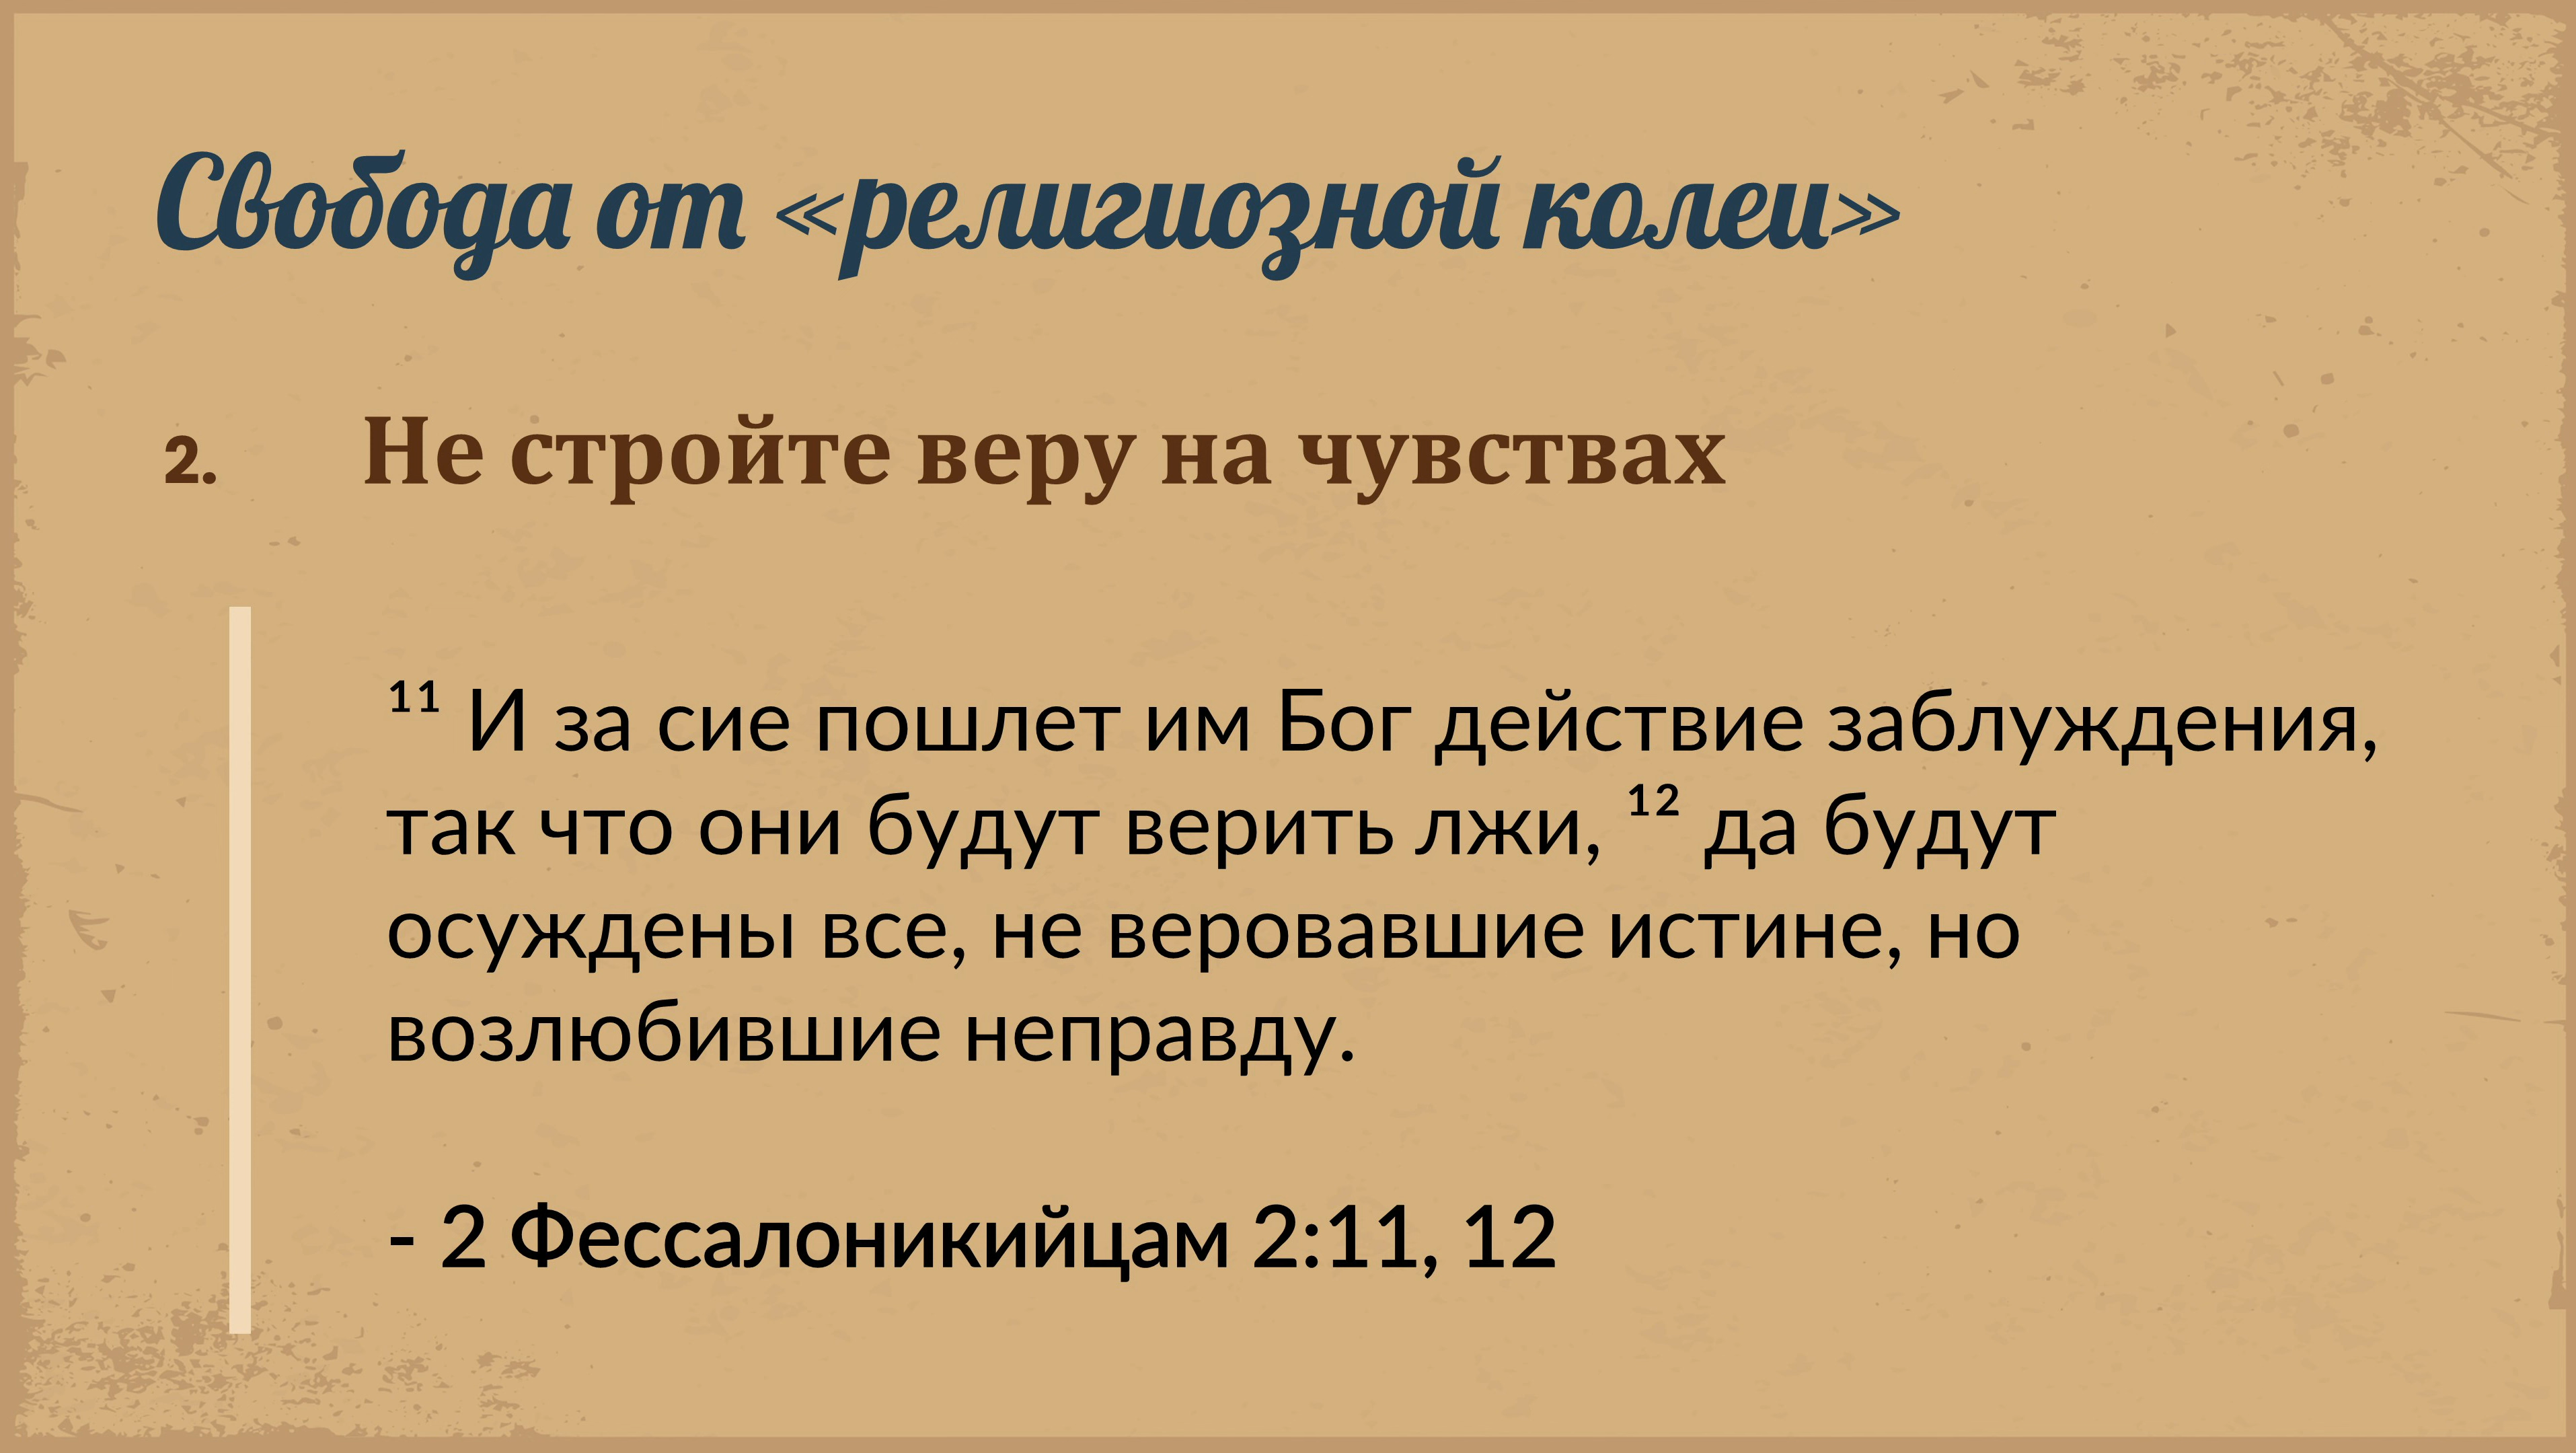 Свобода от «религиозной колеи»
2. Не стройте веру на чувствах
¹¹ И за сие пошлет им Бог действие заблуждения,
так что они будут верить лжи, ¹² да будут
осуждены все, не веровавшие истине, но
возлюбившие неправду.
- 2 Фессалоникийцам 2:11, 12